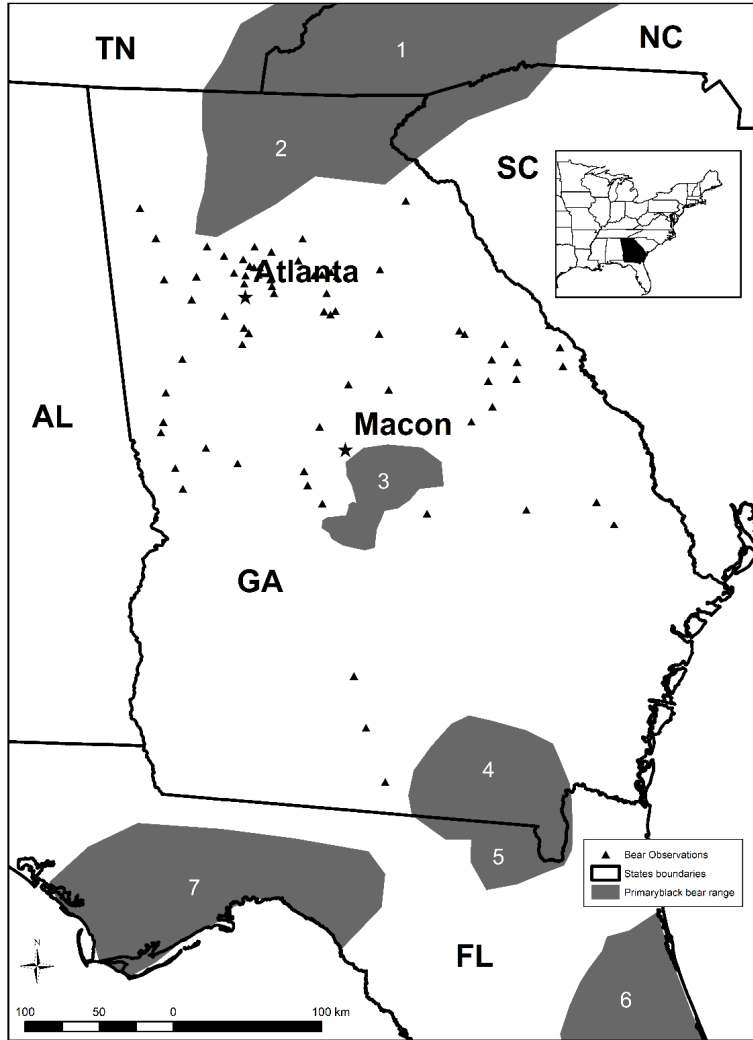 TN
1
NC
2
SC
Atlanta
AL
Macon
3
GA
4
5
Bear Observations
States boundaries
Primaryblack bear range
7
N
FL
6
100 50 0 100 km